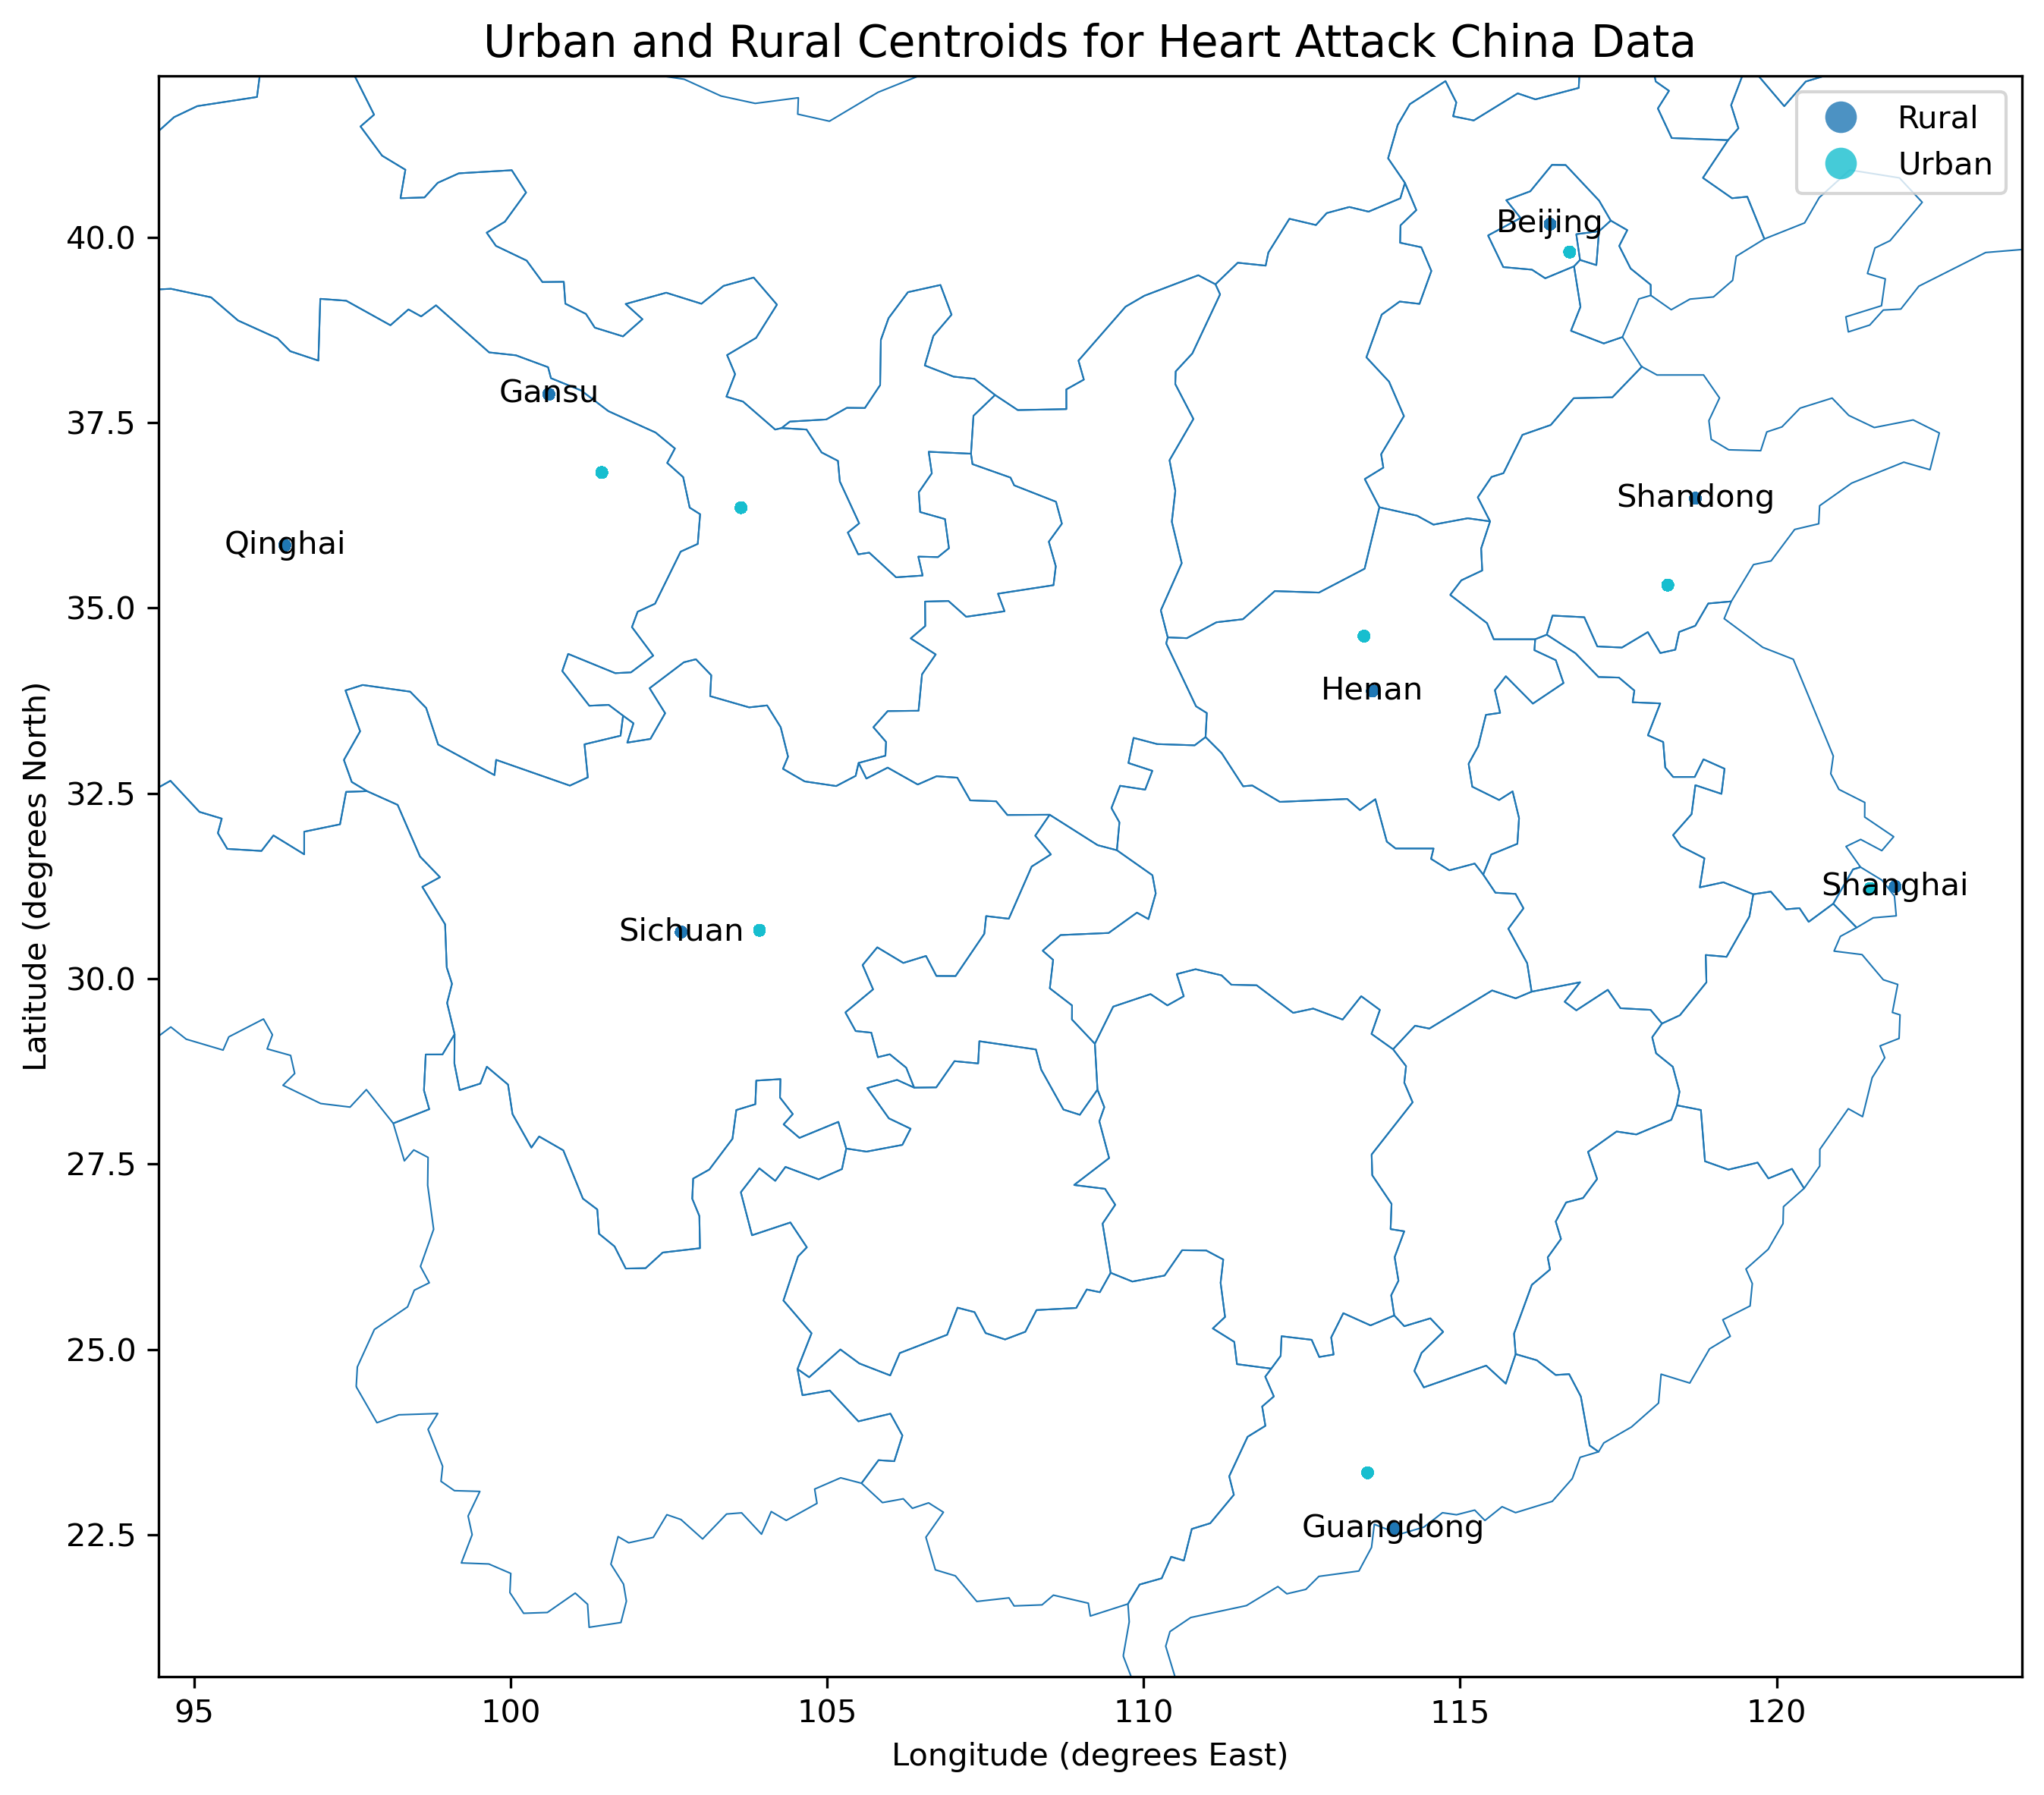 Urban and Rural Centroids for Heart Attack China Data
Rural
Urban
Beijing
Gansu
Shandong
Qinghai
Henan
Shanghai
Sichuan
Guangdong
40.0
37.5
35.0
32.5
30.0
27.5
25.0
22.5
Latitude (degrees North)
95
100
105
110
115
120
Longitude (degrees East)